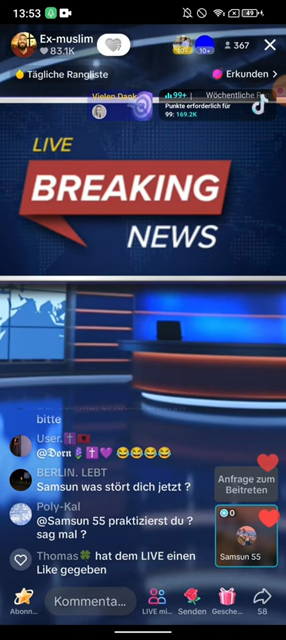 13:53
49
Ex-muslim
83.1K
10+
367
Tägliche Rangliste
Erkunden >
Vielen Dank
99+ | Wöchentliche
Punkte erforderlich für
99: 169.2K
LIVE
BREAKING
NEWS
bitte
User.
@𝕯𝖔𝖗𝖓
BERLIN. LEBT
Samsun was stört dich jetzt ?
Poly-Kal
@Samsun 55 praktizierst du ?
sag mal ?
Thomas🍀 hat dem LIVE einen
Like gegeben
Anfrage zum
Beitreten
0
Samsun 55
Abonn...
Kommenta...
LIVE mi...
Senden
Gesche...
58